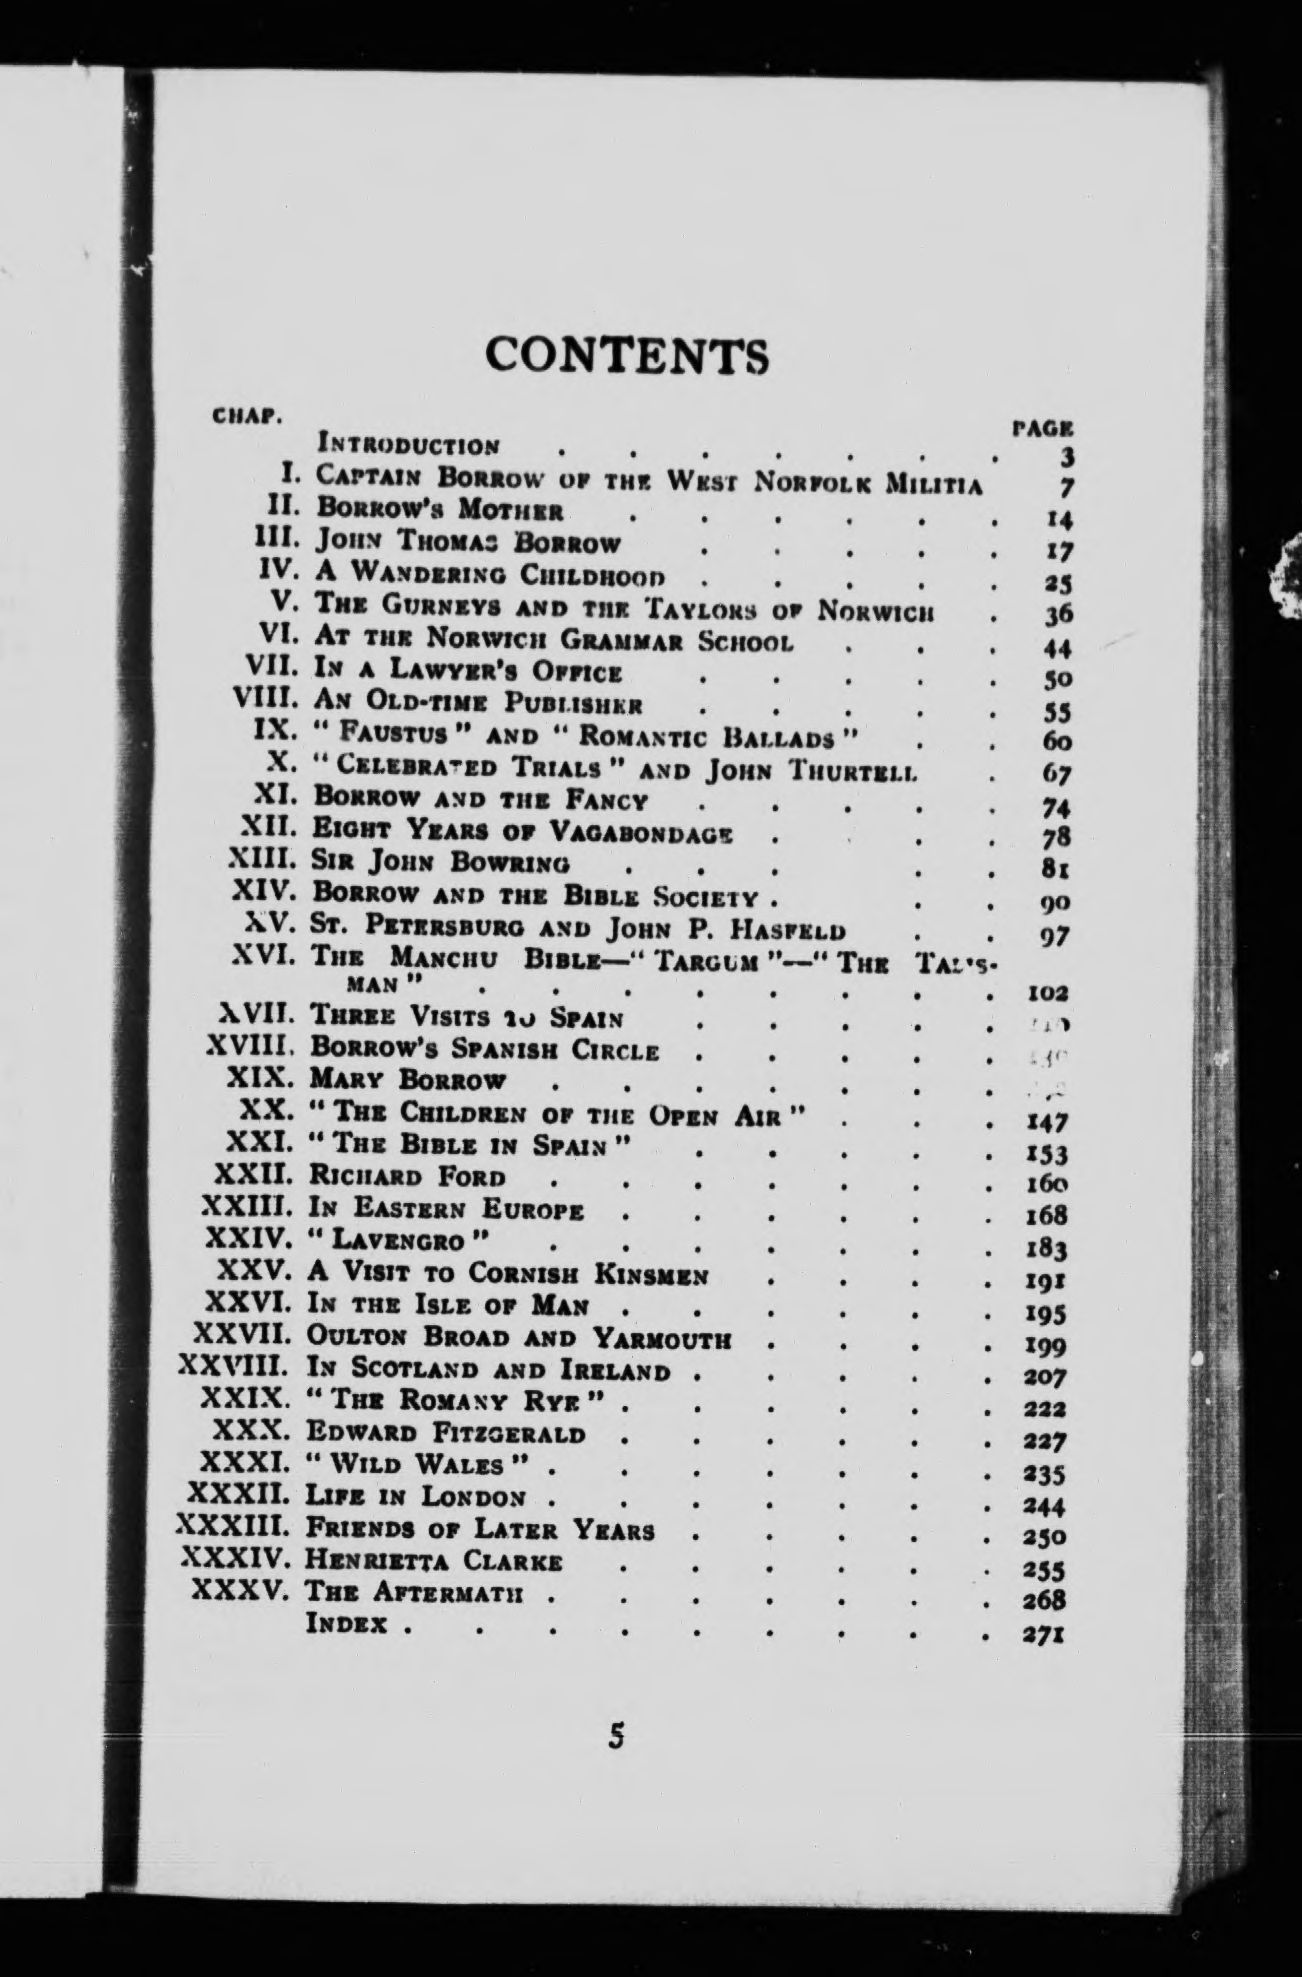 CONTENTS
CHAP. PAGE
INTRODUCTION . . . . . . . 3
I. CAPTAIN BORROW OF THE WEST NORFOLK MILITIA 7
II. BORROW'S MOTHER . . . . . . 14
III. JOHN THOMAS BORROW . . . . . 17
IV. A WANDERING CHILDHOOD . . . . . 25
V. THE GURNEYS AND THE TAYLORS OF NORWICH . 36
VI. AT THE NORWICH GRAMMAR SCHOOL . . . 44
VII. IN A LAWYER'S OFFICE . . . . . 50
VIII. AN OLD-TIME PUBLISHER . . . . . 55
IX. "FAUSTUS" AND "ROMANTIC BALLADS" . . 60
X. "CELEBRATED TRIALS" AND JOHN THURTELL . 67
XI. BORROW AND THE FANCY . . . . . 74
XII. EIGHT YEARS OF VAGABONDAGE . . . . 78
XIII. SIR JOHN BOWRING . . . . . 81
XIV. BORROW AND THE BIBLE SOCIETY . . . 90
XV. ST. PETERSBURG AND JOHN P. HASFELD . . 97
XVI. THE MANCHU BIBLE—"TARGUM"—"THE TALIS-
MAN" . . . . . . . . 102
XVII. THREE VISITS TO SPAIN . . . . .
XVIII. BORROW'S SPANISH CIRCLE . . . . .
XIX. MARY BORROW . . . . . . .
XX. "THE CHILDREN OF THE OPEN AIR" . . . 147
XXI. "THE BIBLE IN SPAIN" . . . . . 153
XXII. RICHARD FORD . . . . . . . 160
XXIII. IN EASTERN EUROPE . . . . . . 168
XXIV. "LAVENGRO" . . . . . . . 183
XXV. A VISIT TO CORNISH KINSMEN . . . . 191
XXVI. IN THE ISLE OF MAN . . . . . . 195
XXVII. OULTON BROAD AND YARMOUTH . . . . 199
XXVIII. IN SCOTLAND AND IRELAND . . . . . 207
XXIX. "THE ROMANY RYE" . . . . . . 222
XXX. EDWARD FITZGERALD . . . . . . 227
XXXI. "WILD WALES" . . . . . . . 235
XXXII. LIFE IN LONDON . . . . . . . 244
XXXIII. FRIENDS OF LATER YEARS . . . . . 250
XXXIV. HENRIETTA CLARKE . . . . . . 255
XXXV. THE AFTERMATH . . . . . . . 268
INDEX . . . . . . . . . 271
5